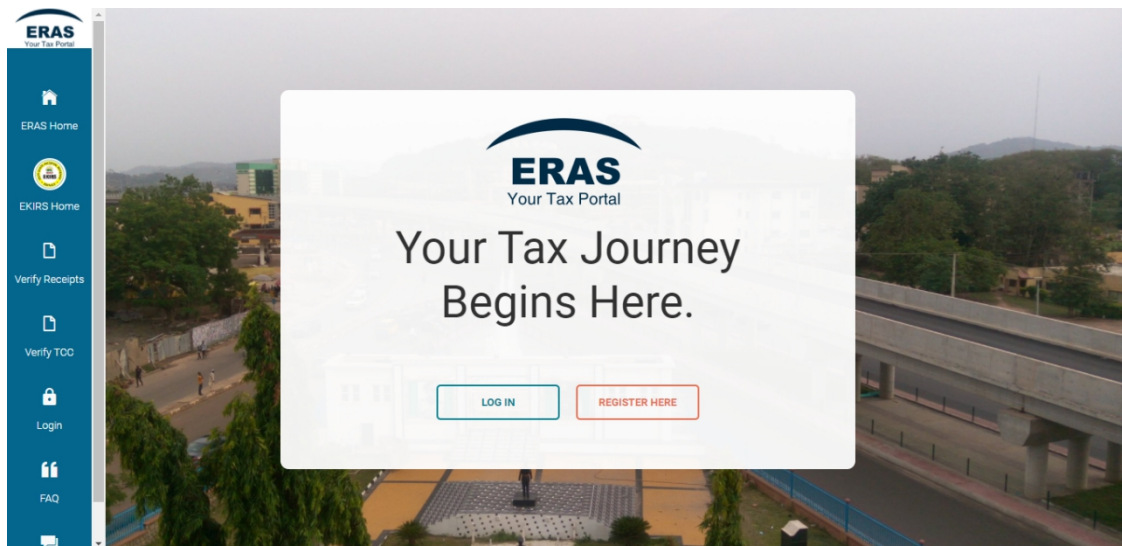 ERAS
Your Tax Portal
ERAS Home
EKIRS Home
Verify Receipts
Verify TCC
Login
FAQ
ERAS
Your Tax Portal
Your Tax Journey
Begins Here.
LOG IN
REGISTER HERE